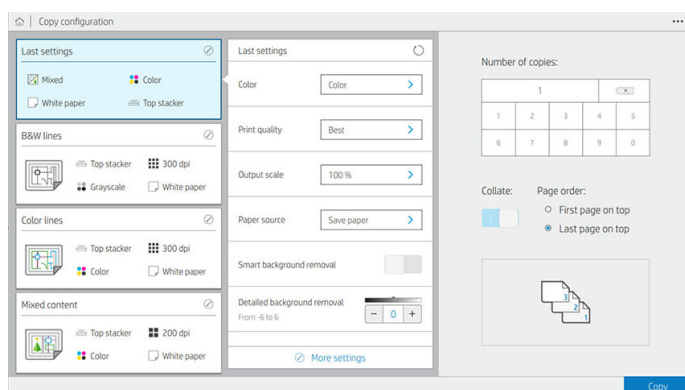 Copy configuration
Last settings
Mixed
Color
White paper
Top stacker
B&W lines
Top stacker
300 dpi
Grayscale
White paper
Color lines
Top stacker
300 dpi
Color
White paper
Mixed content
Top stacker
200 dpi
Color
White paper
Last settings
Color
Color
Print quality
Best
Output scale
100 %
Paper source
Save paper
Smart background removal
Detailed background removal
From -6 to 6
− 0 +
More settings
Number of copies:
1
1 2 3 4 5
6 7 8 9 0
Collate:
Page order:
First page on top
Last page on top
3
2
1
Copy